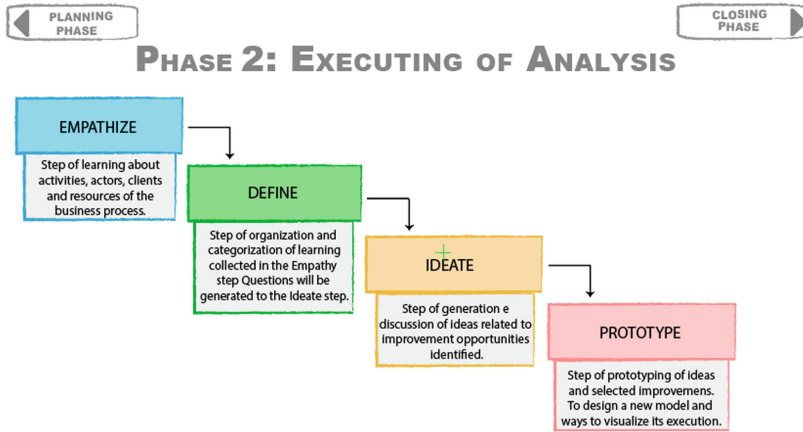 PLANNING
PHASE
CLOSING
PHASE
PHASE 2: EXECUTING OF ANALYSIS
EMPATHIZE
Step of learning about
activities, actors, clients
and resources of the
business process.
DEFINE
Step of organization and
categorization of learning
collected in the Empathy
step Questions will be
generated to the Ideate step.
IDEATE
Step of generation e
discussion of ideas related to
improvement opportunities
identified.
PROTOTYPE
Step of prototyping of ideas
and selected improvemens.
To design a new model and
ways to visualize its execution.